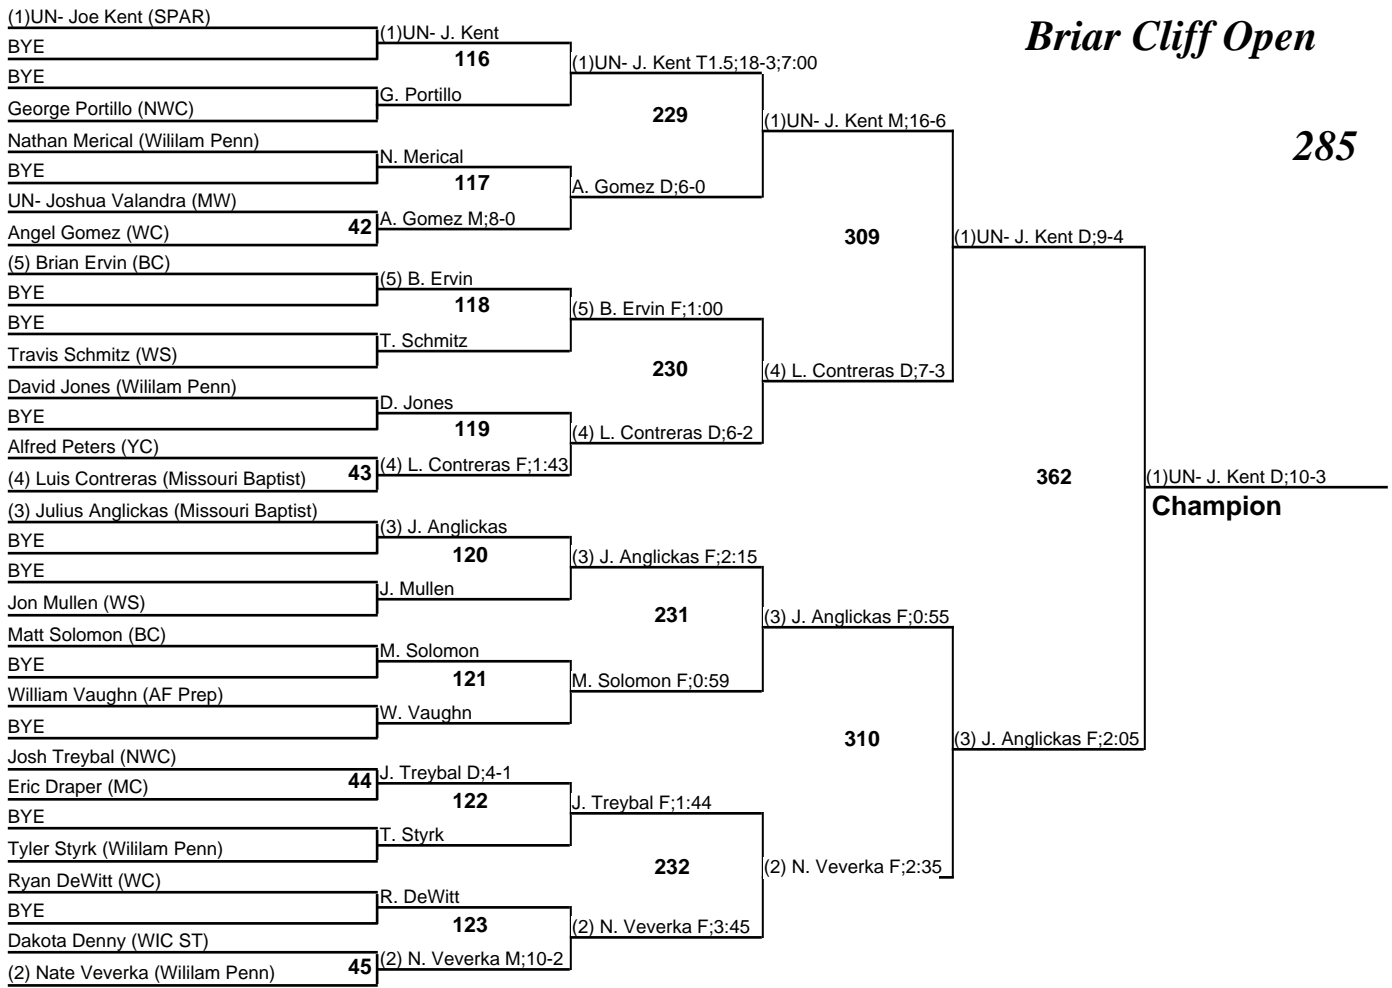 Briar Cliff Open
285
(1)UN- Joe Kent (SPAR)
BYE
BYE
George Portillo (NWC)
Nathan Merical (Wililam Penn)
BYE
UN- Joshua Valandra (MW)
Angel Gomez (WC)
(5) Brian Ervin (BC)
BYE
BYE
Travis Schmitz (WS)
David Jones (Wililam Penn)
BYE
Alfred Peters (YC)
(4) Luis Contreras (Missouri Baptist)
(3) Julius Anglickas (Missouri Baptist)
BYE
BYE
Jon Mullen (WS)
Matt Solomon (BC)
BYE
William Vaughn (AF Prep)
BYE
Josh Treybal (NWC)
Eric Draper (MC)
BYE
Tyler Styrk (Wililam Penn)
Ryan DeWitt (WC)
BYE
Dakota Denny (WIC ST)
(2) Nate Veverka (Wililam Penn)
42
43
44
45
(1)UN- J. Kent
116
G. Portillo
N. Merical
117
A. Gomez M;8-0
(5) B. Ervin
118
T. Schmitz
D. Jones
119
(4) L. Contreras F;1:43
(3) J. Anglickas
120
J. Mullen
M. Solomon
121
W. Vaughn
J. Treybal D;4-1
122
T. Styrk
R. DeWitt
123
(2) N. Veverka M;10-2
(1)UN- J. Kent T1.5;18-3;7:00
229
A. Gomez D;6-0
(5) B. Ervin F;1:00
230
(4) L. Contreras D;6-2
(3) J. Anglickas F;2:15
231
M. Solomon F;0:59
J. Treybal F;1:44
232
(2) N. Veverka F;3:45
(1)UN- J. Kent M;16-6
309
(4) L. Contreras D;7-3
(3) J. Anglickas F;0:55
310
(2) N. Veverka F;2:35
(1)UN- J. Kent D;9-4
362
(3) J. Anglickas F;2:05
(1)UN- J. Kent D;10-3
Champion